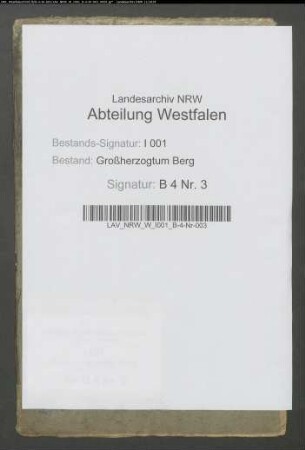 Landesarchiv NRW
Abteilung Westfalen
Bestands-Signatur: I 001
Bestand: Großherzogtum Berg
Signatur: B 4 Nr. 3
LAV_NRW_W_I001_B-4-Nr-003